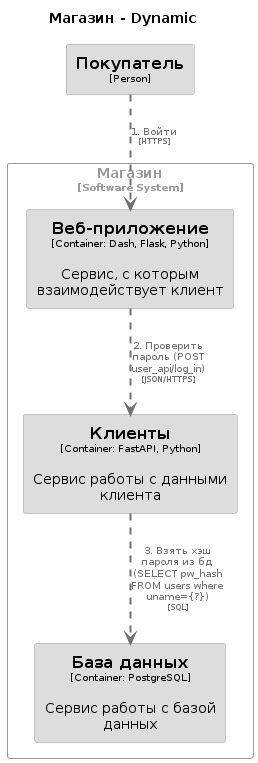 Магазин - Dynamic
Покупатель
[Person]
1. Войти
[HTTPS]
Магазин
[Software System]
Веб-приложение
[Container: Dash, Flask, Python]
Сервис, с которым
взаимодействует клиент
2. Проверить
пароль (POST
user_api/log_in)
[JSON/HTTPS]
Клиенты
[Container: FastAPI, Python]
Сервис работы с данными
клиента
3. Взять хэш
пароля из бд
(SELECT pw_hash
FROM users where
uname={?})
[SQL]
База данных
[Container: PostgreSQL]
Сервис работы с базой
данных